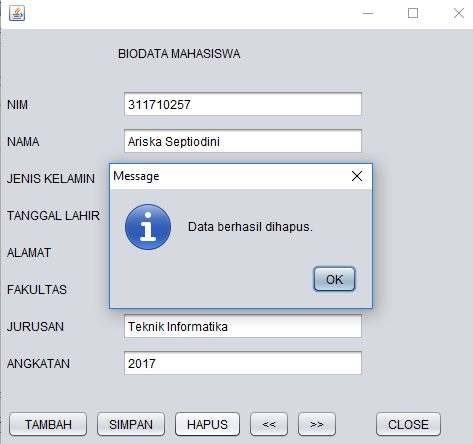 BIODATA MAHASISWA
NIM 311710257
NAMA Ariska Septiodini
JENIS KELAMIN
Message
TANGGAL LAHIR
Data berhasil dihapus.
ALAMAT
OK
FAKULTAS
JURUSAN Teknik Informatika
ANGKATAN 2017
TAMBAH SIMPAN HAPUS << >> CLOSE